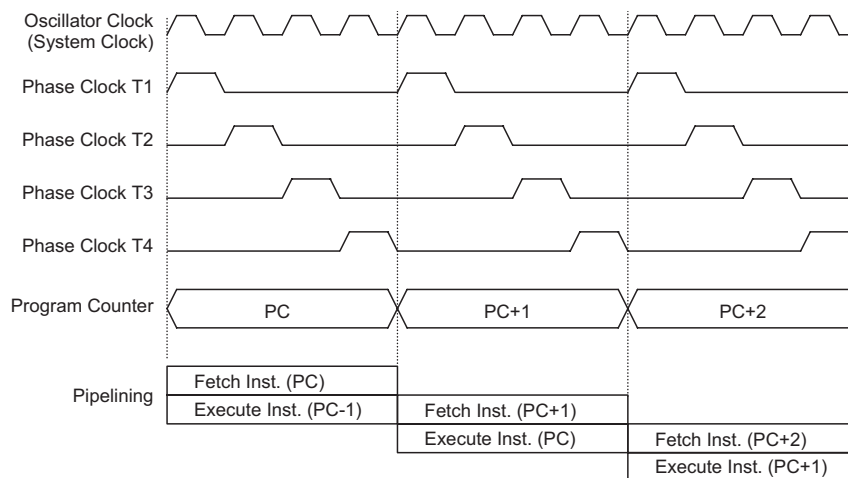 Oscillator Clock
(System Clock)
Phase Clock T1
Phase Clock T2
Phase Clock T3
Phase Clock T4
Program Counter
PC
PC+1
PC+2
Pipelining
Fetch Inst. (PC)
Execute Inst. (PC-1)
Fetch Inst. (PC+1)
Execute Inst. (PC)
Fetch Inst. (PC+2)
Execute Inst. (PC+1)